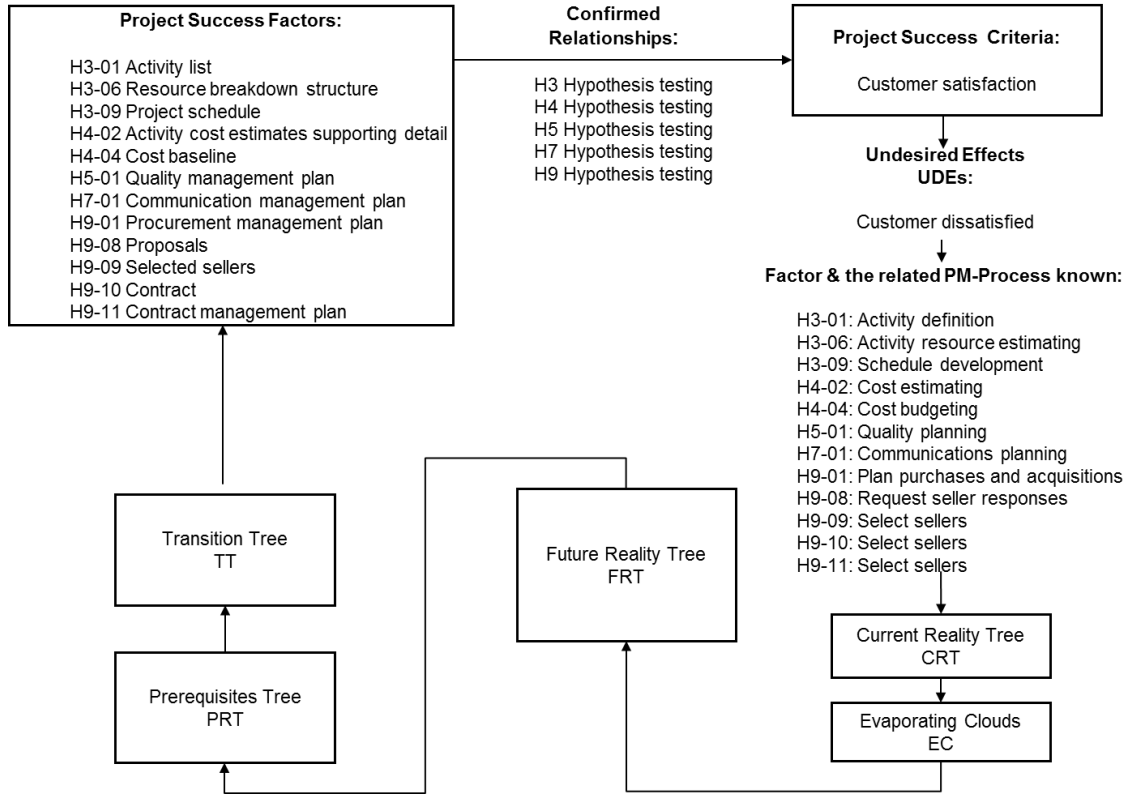 Project Success Factors:
H3-01 Activity list
H3-06 Resource breakdown structure
H3-09 Project schedule
H4-02 Activity cost estimates supporting detail
H4-04 Cost baseline
H5-01 Quality management plan
H7-01 Communication management plan
H9-01 Procurement management plan
H9-08 Proposals
H9-09 Selected sellers
H9-10 Contract
H9-11 Contract management plan
Confirmed
Relationships:
H3 Hypothesis testing
H4 Hypothesis testing
H5 Hypothesis testing
H7 Hypothesis testing
H9 Hypothesis testing
Project Success Criteria:
Customer satisfaction
Undesired Effects
UDEs:
Customer dissatisfied
Factor & the related PM-Process known:
H3-01: Activity definition
H3-06: Activity resource estimating
H3-09: Schedule development
H4-02: Cost estimating
H4-04: Cost budgeting
H5-01: Quality planning
H7-01: Communications planning
H9-01: Plan purchases and acquisitions
H9-08: Request seller responses
H9-09: Select sellers
H9-10: Select sellers
H9-11: Select sellers
Current Reality Tree
CRT
Evaporating Clouds
EC
Future Reality Tree
FRT
Prerequisites Tree
PRT
Transition Tree
TT